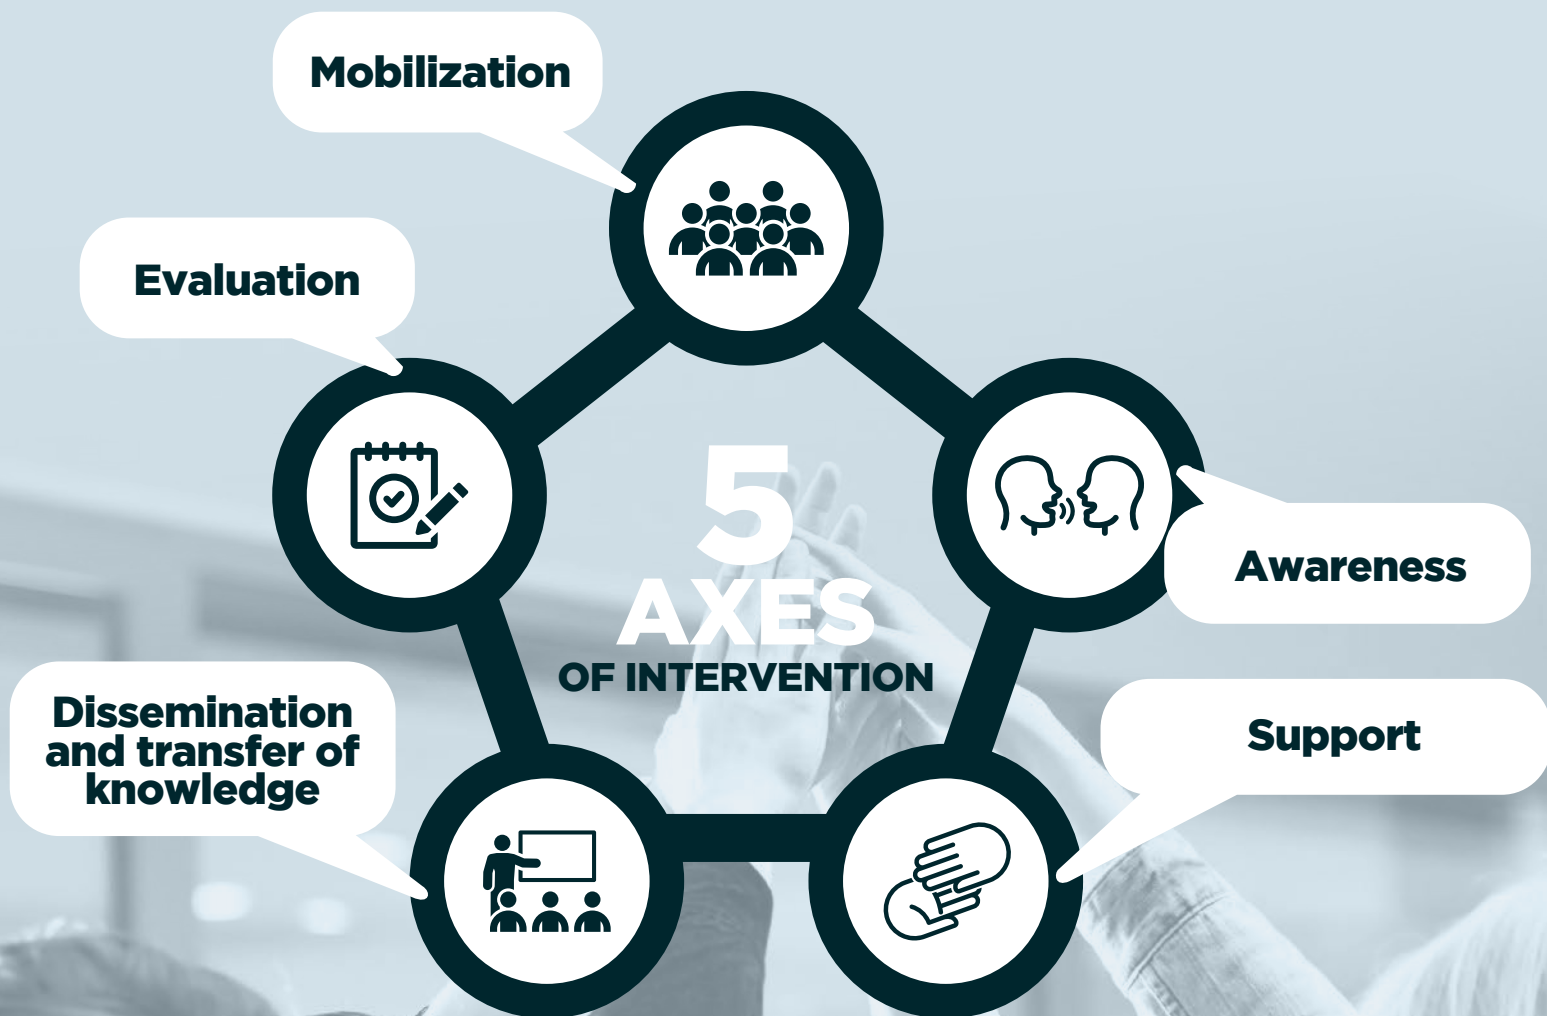 Mobilization
Evaluation
5
AXES
OF INTERVENTION
Awareness
Dissemination
and transfer of
knowledge
Support